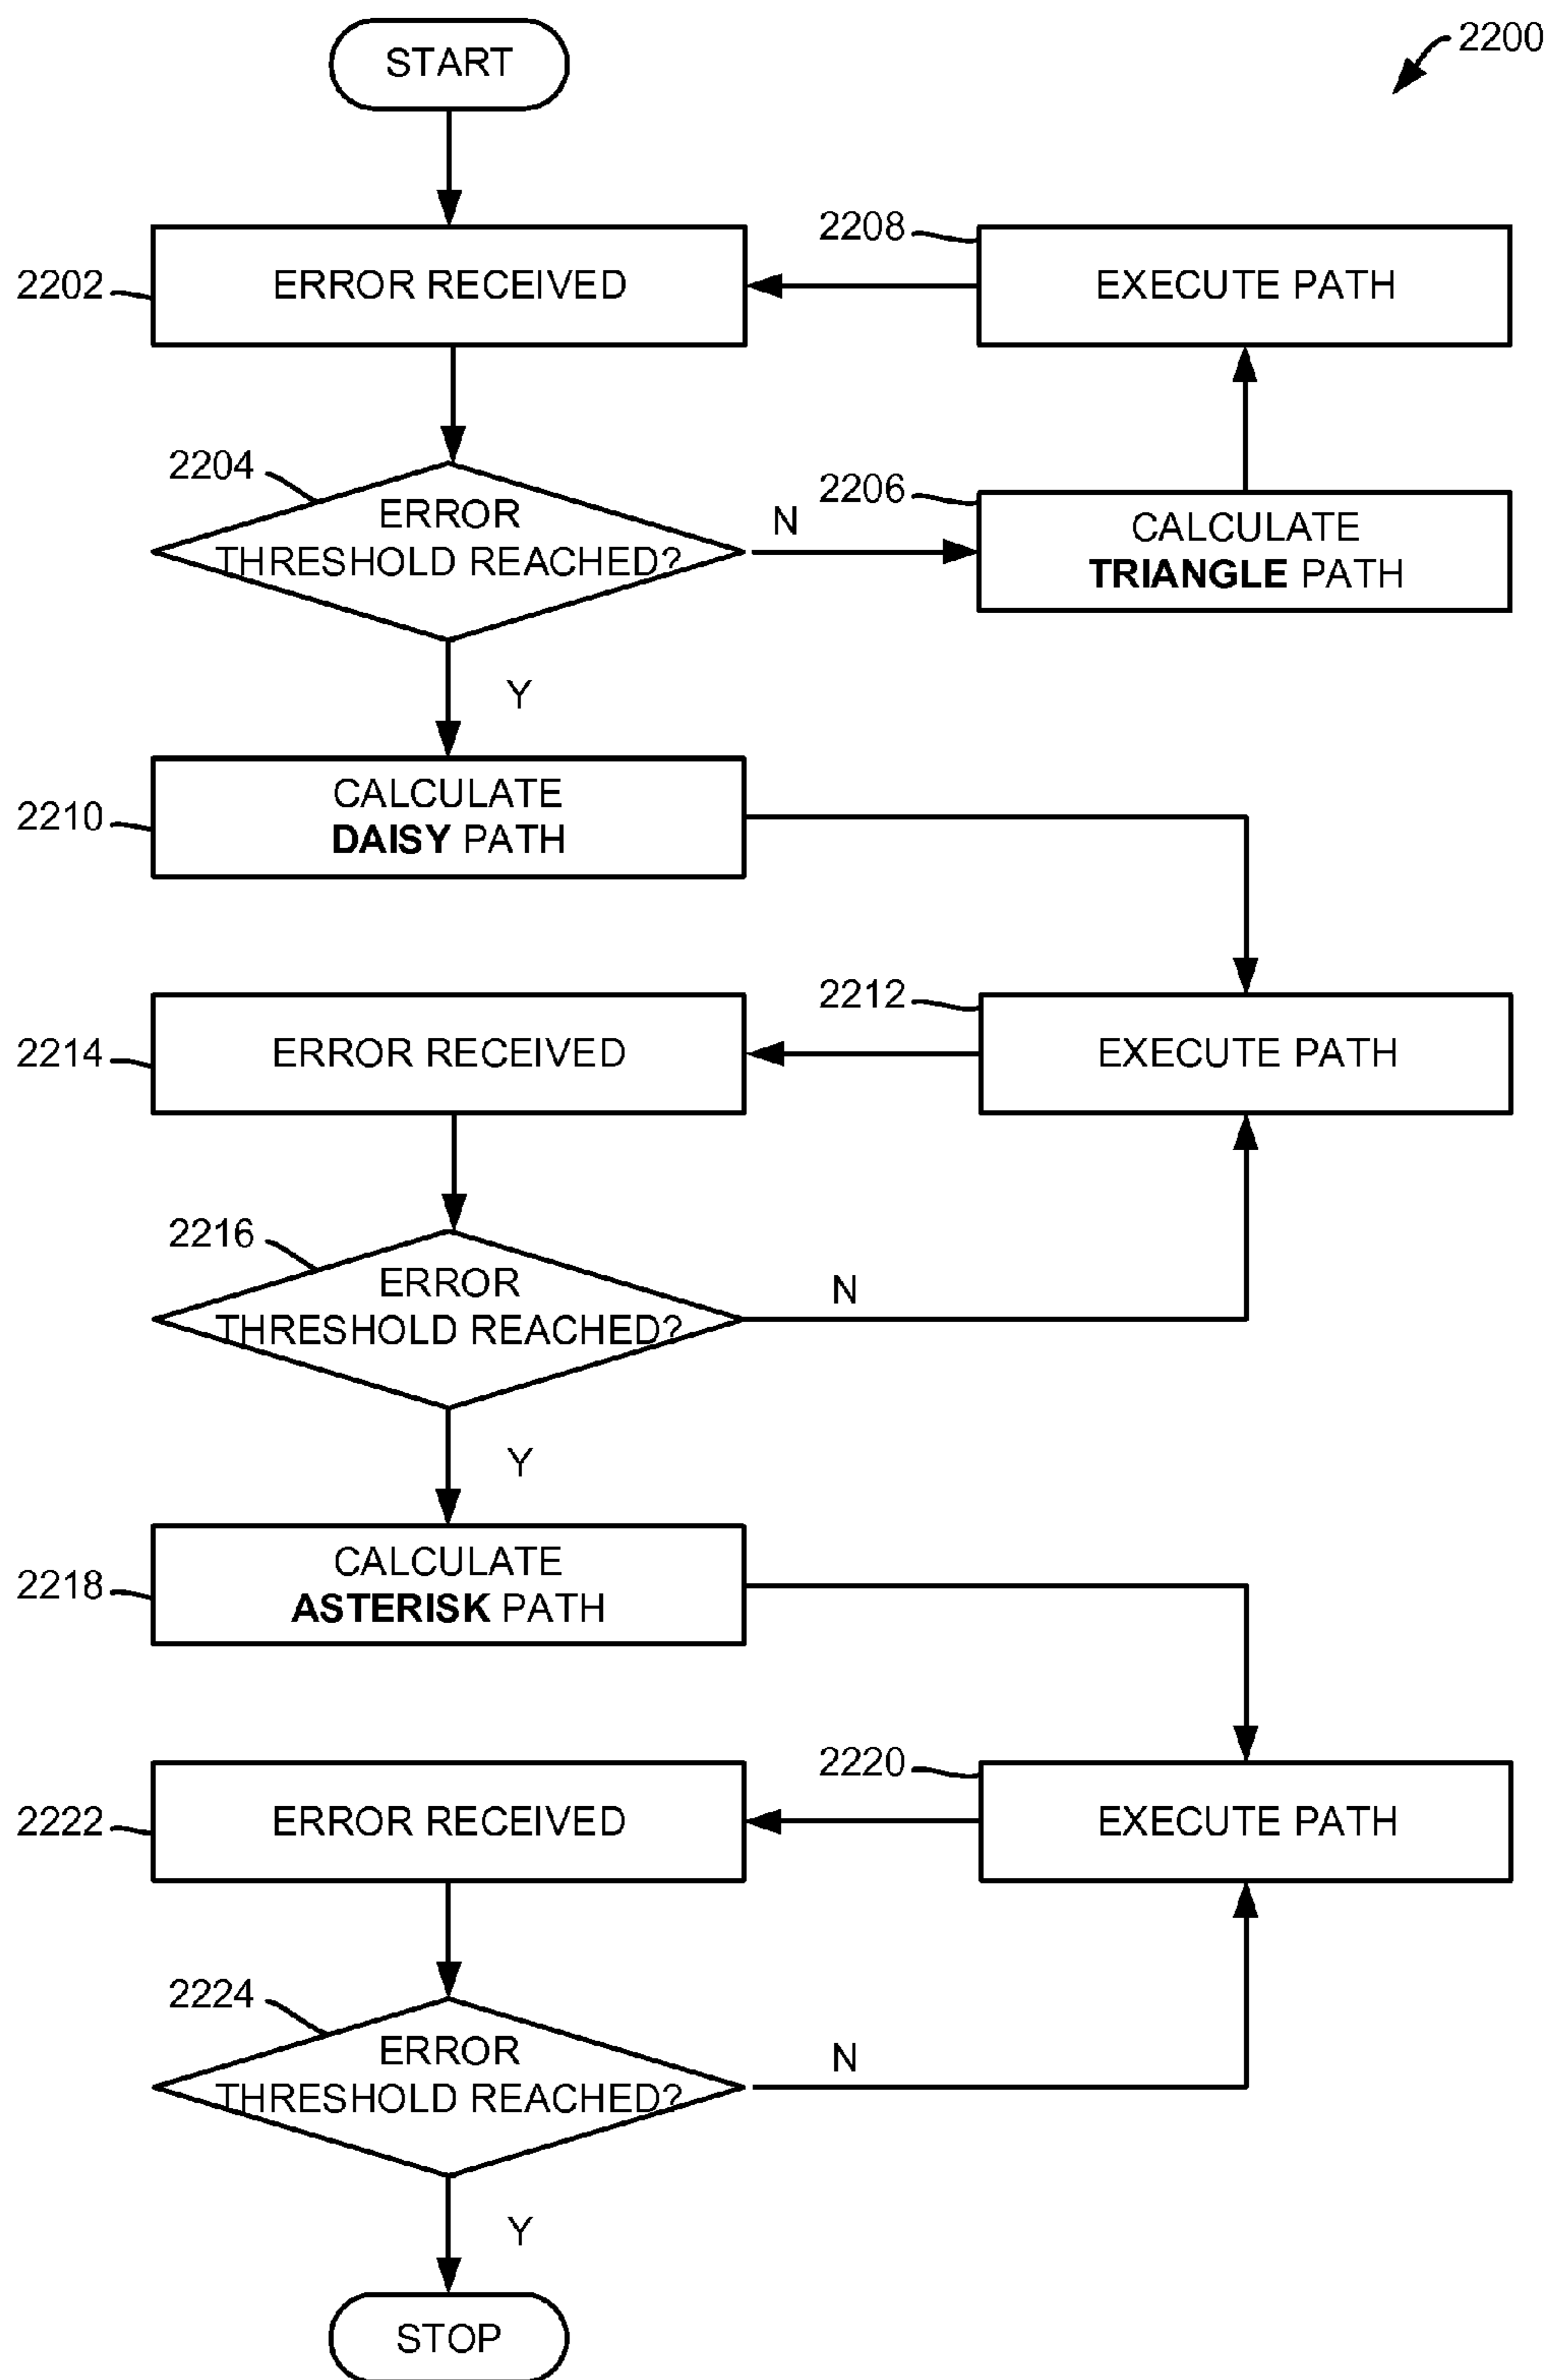 START
2200
2202
ERROR RECEIVED
2208
EXECUTE PATH
2204
ERROR
THRESHOLD REACHED?
N
2206
CALCULATE
TRIANGLE PATH
Y
2210
CALCULATE
DAISY PATH
2214
ERROR RECEIVED
2212
EXECUTE PATH
2216
ERROR
THRESHOLD REACHED?
N
Y
2218
CALCULATE
ASTERISK PATH
2222
ERROR RECEIVED
2220
EXECUTE PATH
2224
ERROR
THRESHOLD REACHED?
N
Y
STOP